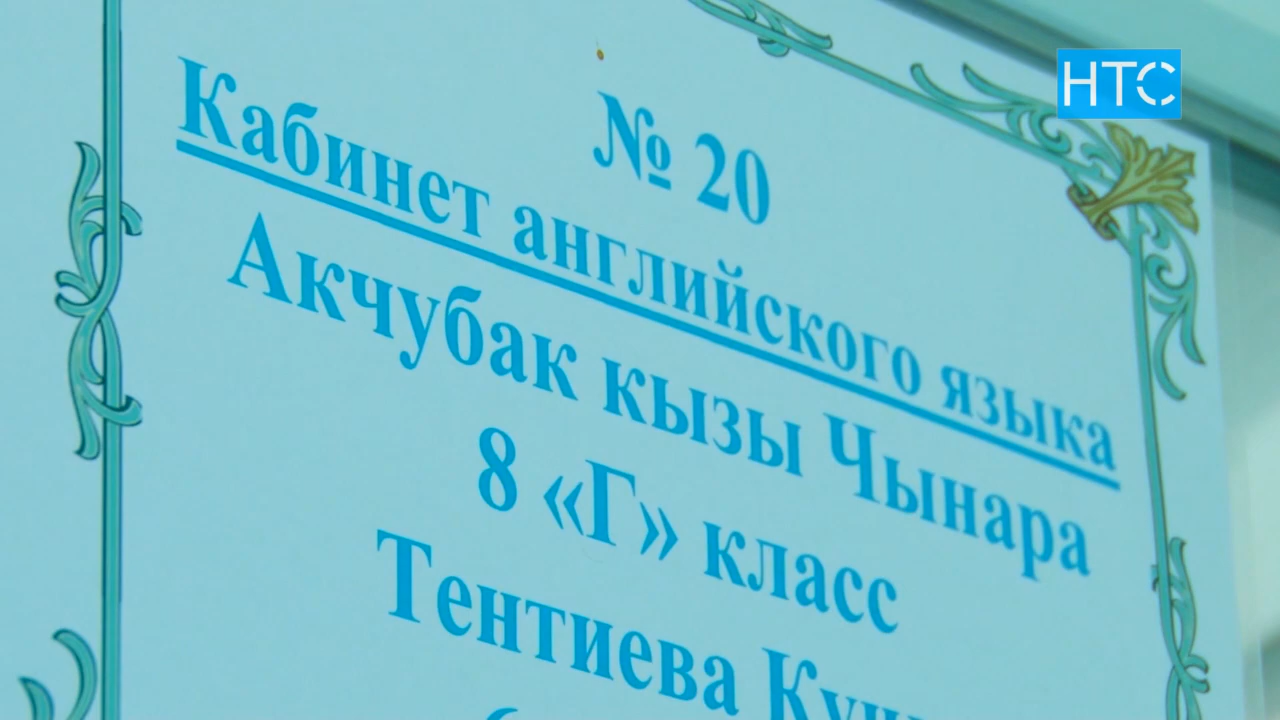 НТС
№ 20
Кабинет английского языка
Акчубак кызы Чынара
8 «Г» класс
Тентиева